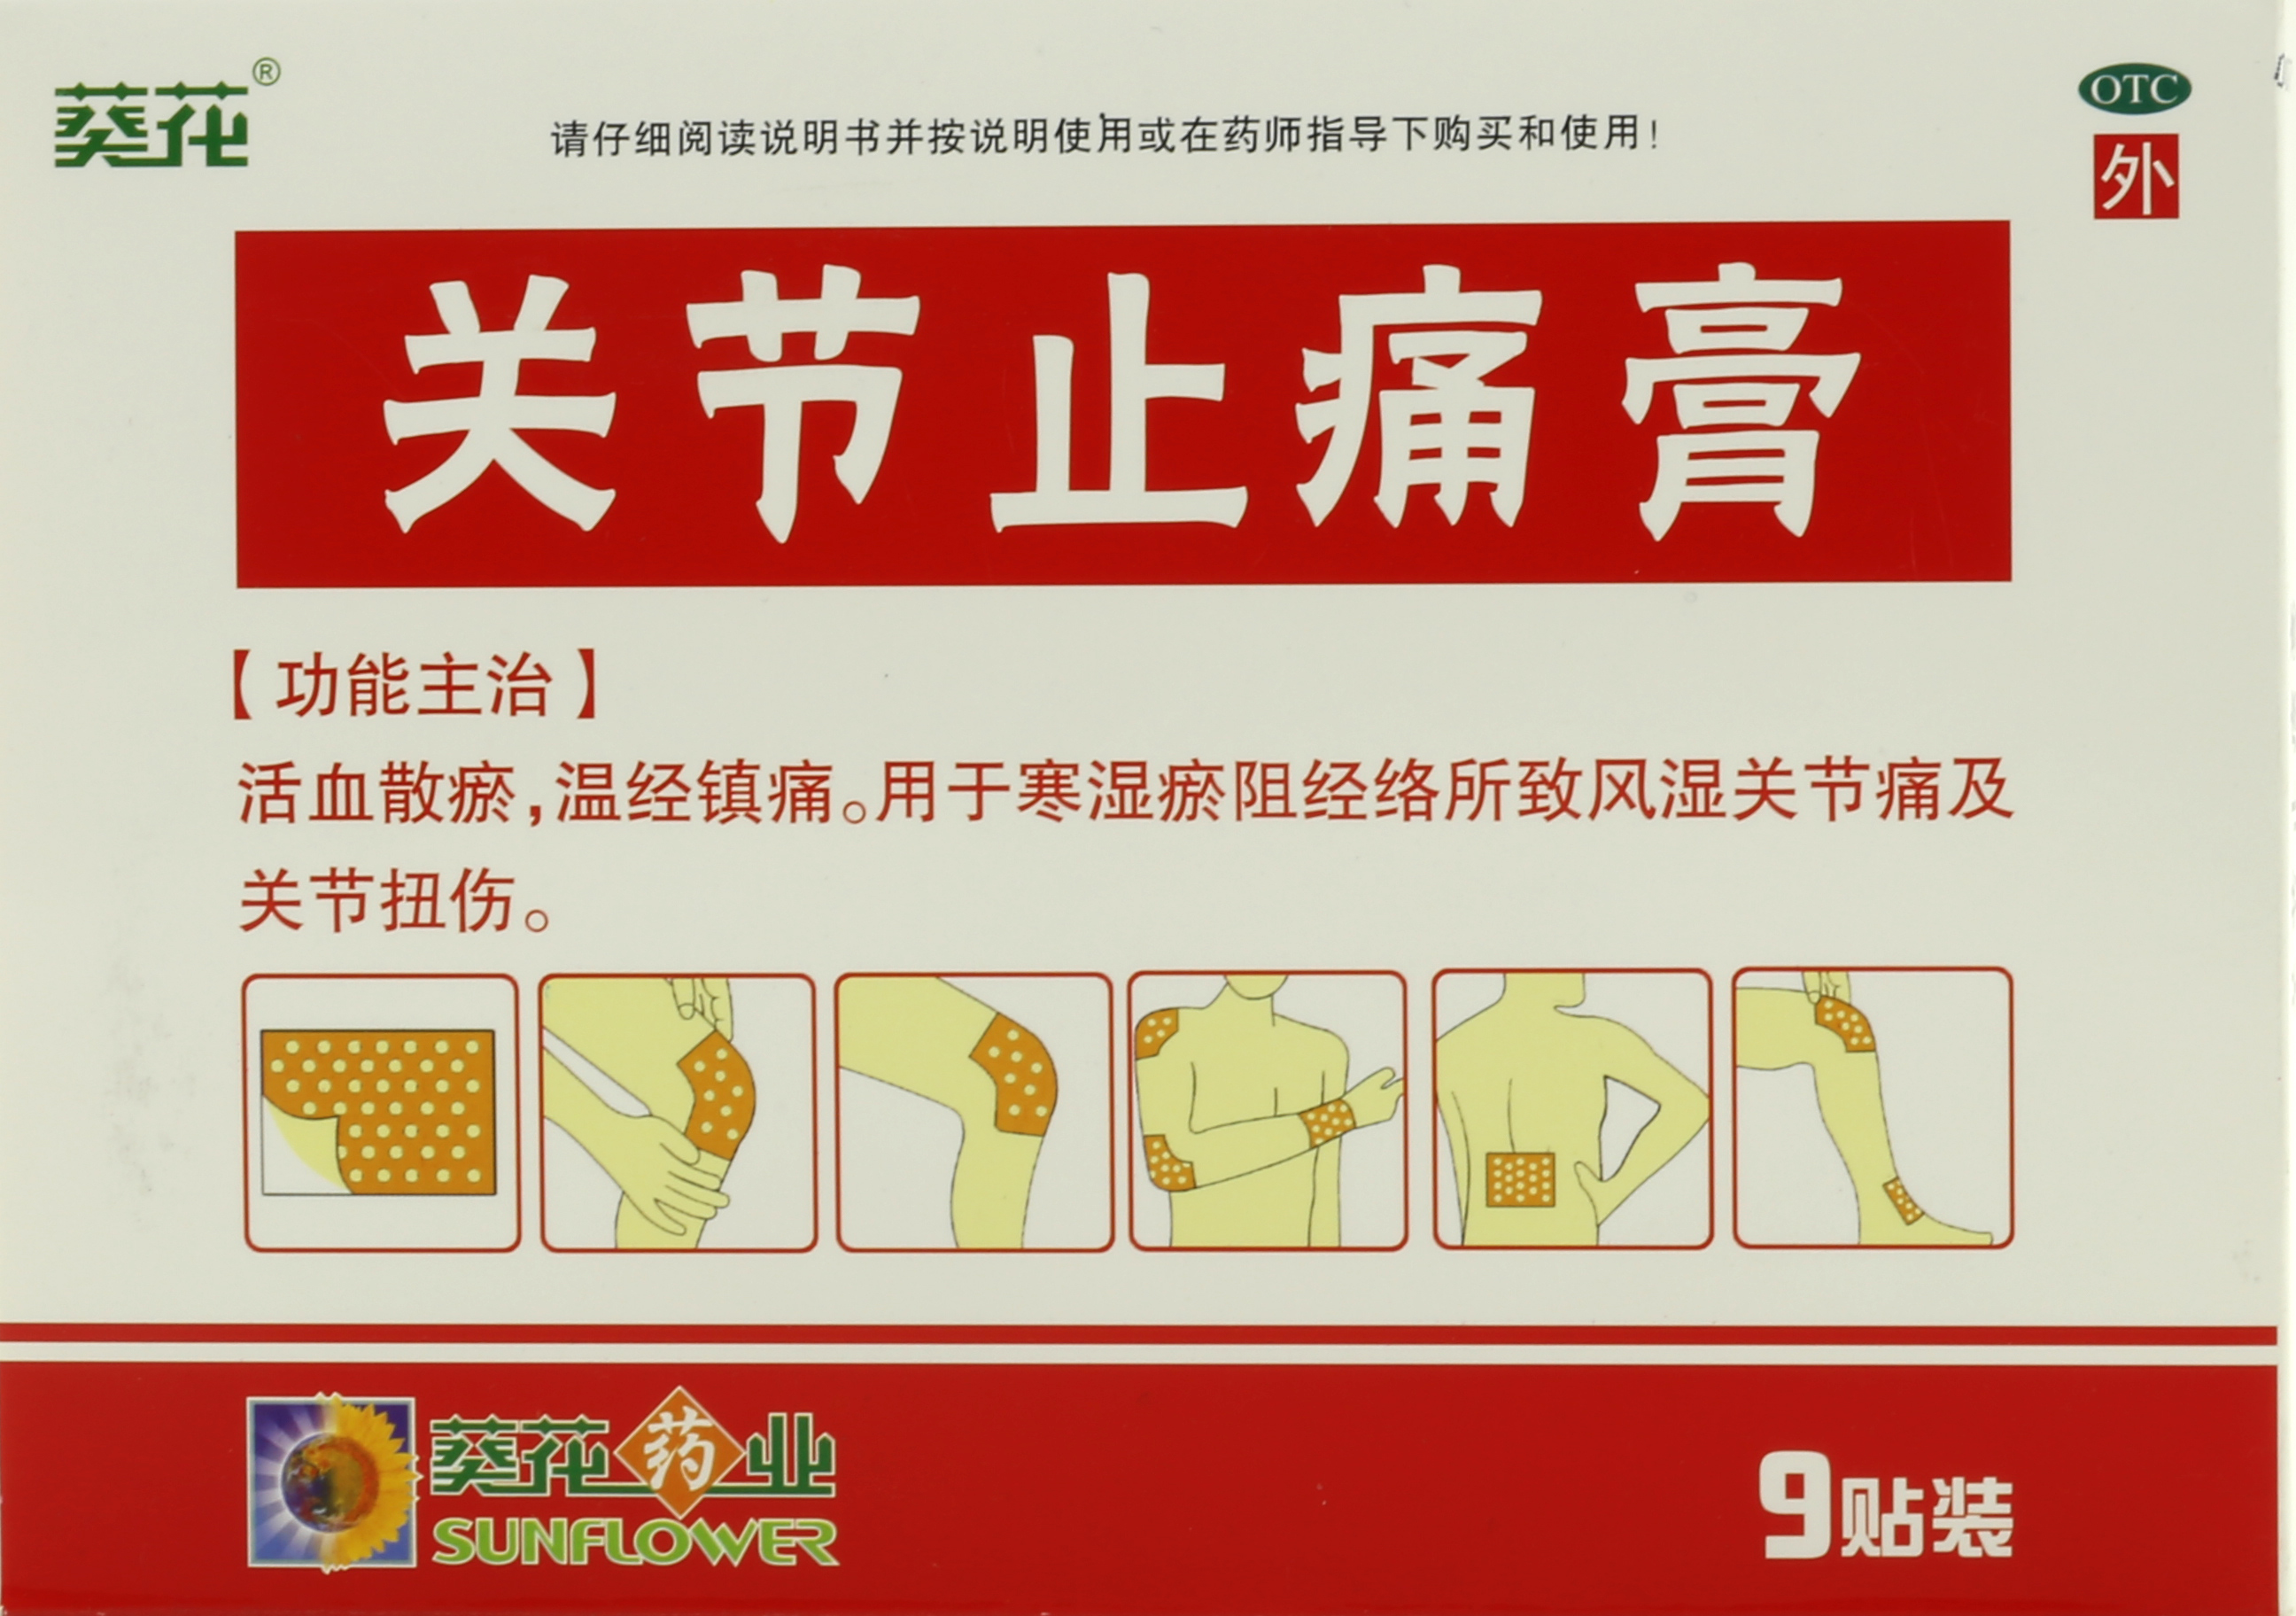 葵花®
请仔细阅读说明书并按说明使用或在药师指导下购买和使用!
OTC
外
关节止痛膏
【功能主治】
活血散瘀,温经镇痛。用于寒湿瘀阻经络所致风湿关节痛及
关节扭伤。
葵花药业
SUNFLOWER
9贴装